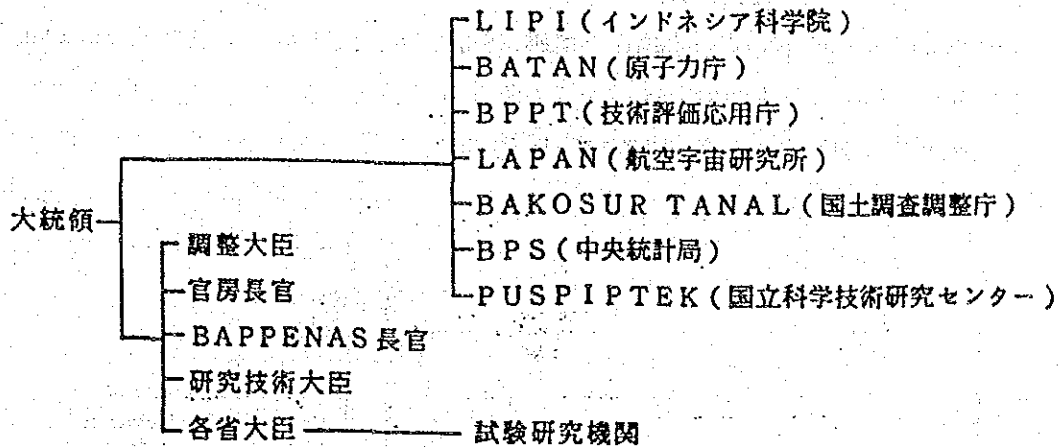 LIPI(インドネシア科学院)
BATAN(原子力庁)
BPPT(技術評価応用庁)
LAPAN(航空宇宙研究所)
BAKOSUR TANAL(国土調査調整庁)
BPS(中央統計局)
PUSPIPTEK(国立科学技術研究センター)
大統領
調整大臣
官房長官
BAPPENAS長官
研究技術大臣
各省大臣 試験研究機関